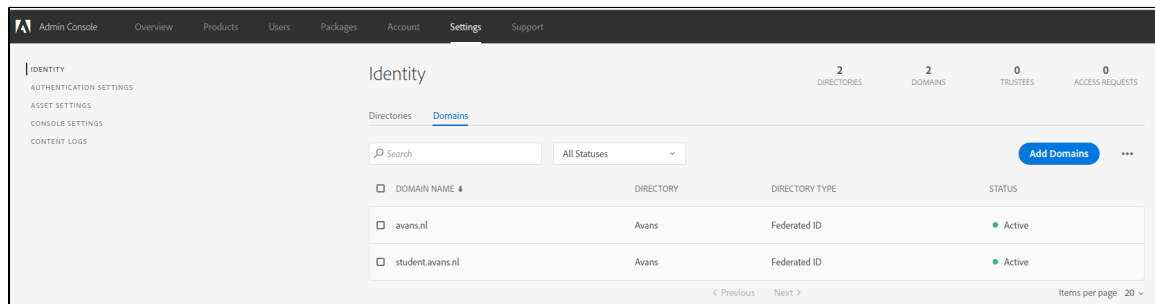 Admin Console Overview Products Users Packages Account Settings Support
IDENTITY
AUTHENTICATION SETTINGS
ASSET SETTINGS
CONSOLE SETTINGS
CONTENT LOGS
Identity
2 2 0 0
DIRECTORIES DOMAINS TRUSTEES ACCESS REQUESTS
Directories Domains
Search All Statuses Add Domains
DOMAIN NAME DIRECTORY DIRECTORY TYPE STATUS
avans.nl Avans Federated ID Active
student.avans.nl Avans Federated ID Active
< Previous Next > Items per page 20